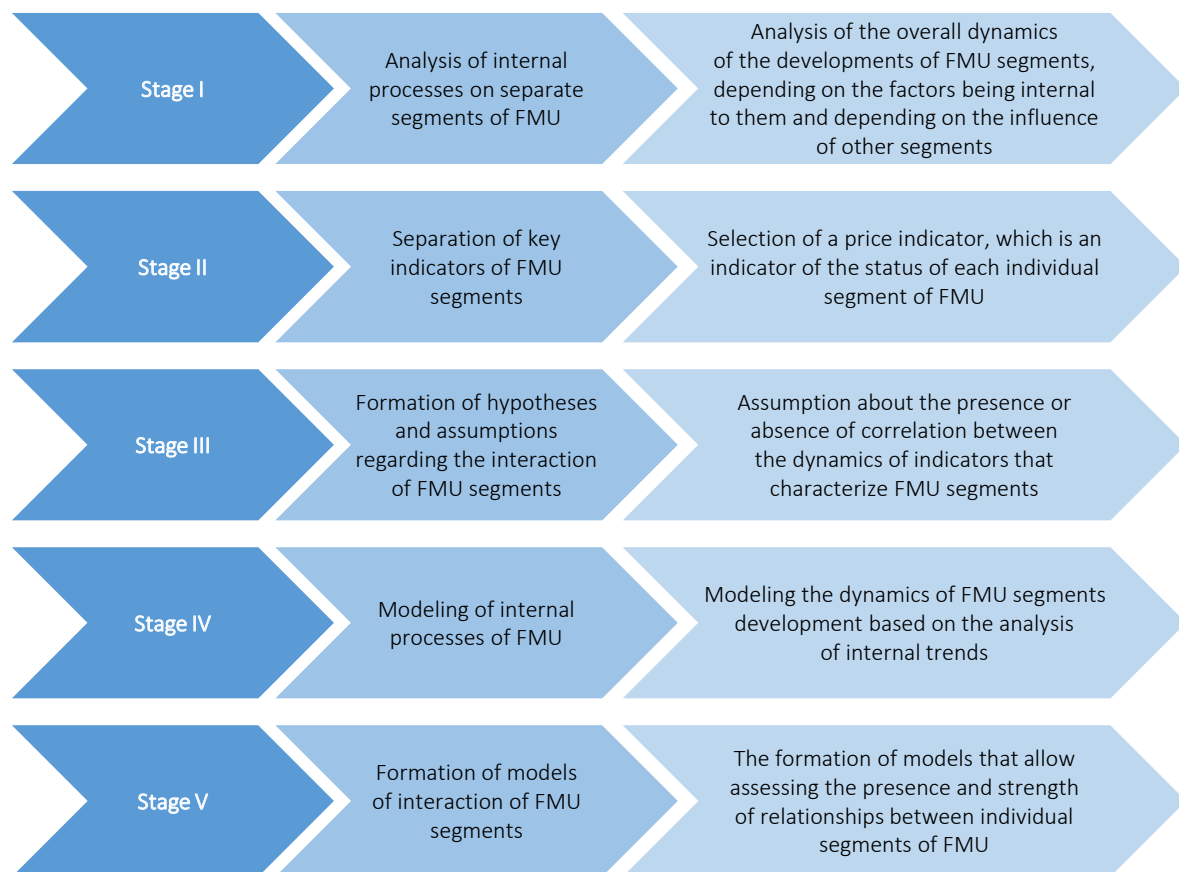 Stage I
Analysis of internal
processes on separate
segments of FMU
Analysis of the overall dynamics
of the developments of FMU segments,
depending on the factors being internal
to them and depending on the influence
of other segments
Stage II
Separation of key
indicators of FMU
segments
Selection of a price indicator, which is an
indicator of the status of each individual
segment of FMU
Stage III
Formation of hypotheses
and assumptions
regarding the interaction
of FMU segments
Assumption about the presence or
absence of correlation between
the dynamics of indicators that
characterize FMU segments
Stage IV
Modeling of internal
processes of FMU
Modeling the dynamics of FMU segments
development based on the analysis
of internal trends
Stage V
Formation of models
of interaction of FMU
segments
The formation of models that allow
assessing the presence and strength
of relationships between individual
segments of FMU